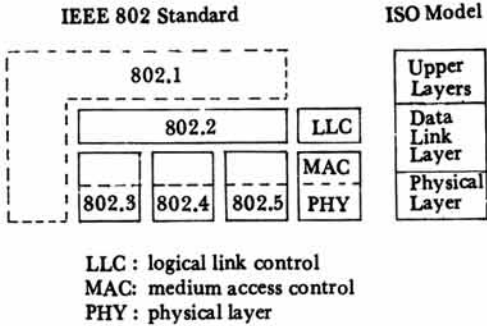 IEEE 802 Standard
ISO Model
802.1
802.2
LLC
MAC
802.3
802.4
802.5
PHY
Upper
Layers
Data
Link
Layer
Physical
Layer
LLC : logical link control
MAC: medium access control
PHY : physical layer